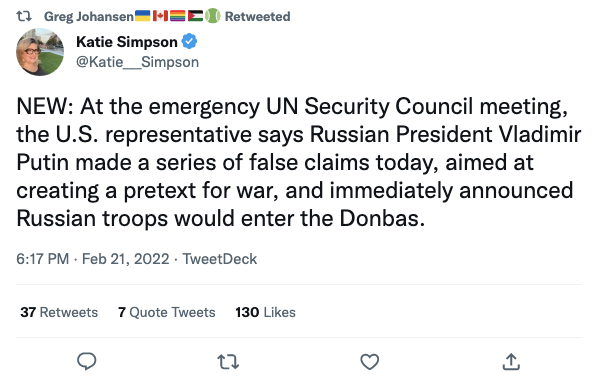 Greg Johansen🇺🇦🇨🇦🏳️‍🌈🇵🇸🎾 Retweeted
Katie Simpson
@Katie__Simpson
NEW: At the emergency UN Security Council meeting,
the U.S. representative says Russian President Vladimir
Putin made a series of false claims today, aimed at
creating a pretext for war, and immediately announced
Russian troops would enter the Donbas.
6:17 PM · Feb 21, 2022 · TweetDeck
37 Retweets 7 Quote Tweets 130 Likes